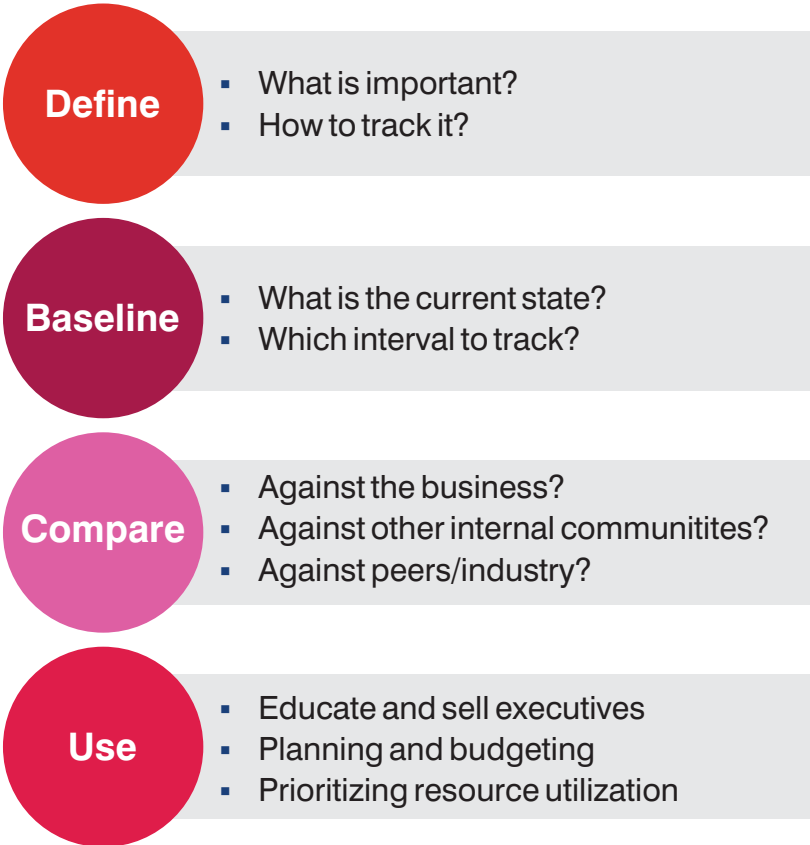 Define
▪ What is important?
▪ How to track it?
Baseline
▪ What is the current state?
▪ Which interval to track?
Compare
▪ Against the business?
▪ Against other internal communitites?
▪ Against peers/industry?
Use
▪ Educate and sell executives
▪ Planning and budgeting
▪ Prioritizing resource utilization